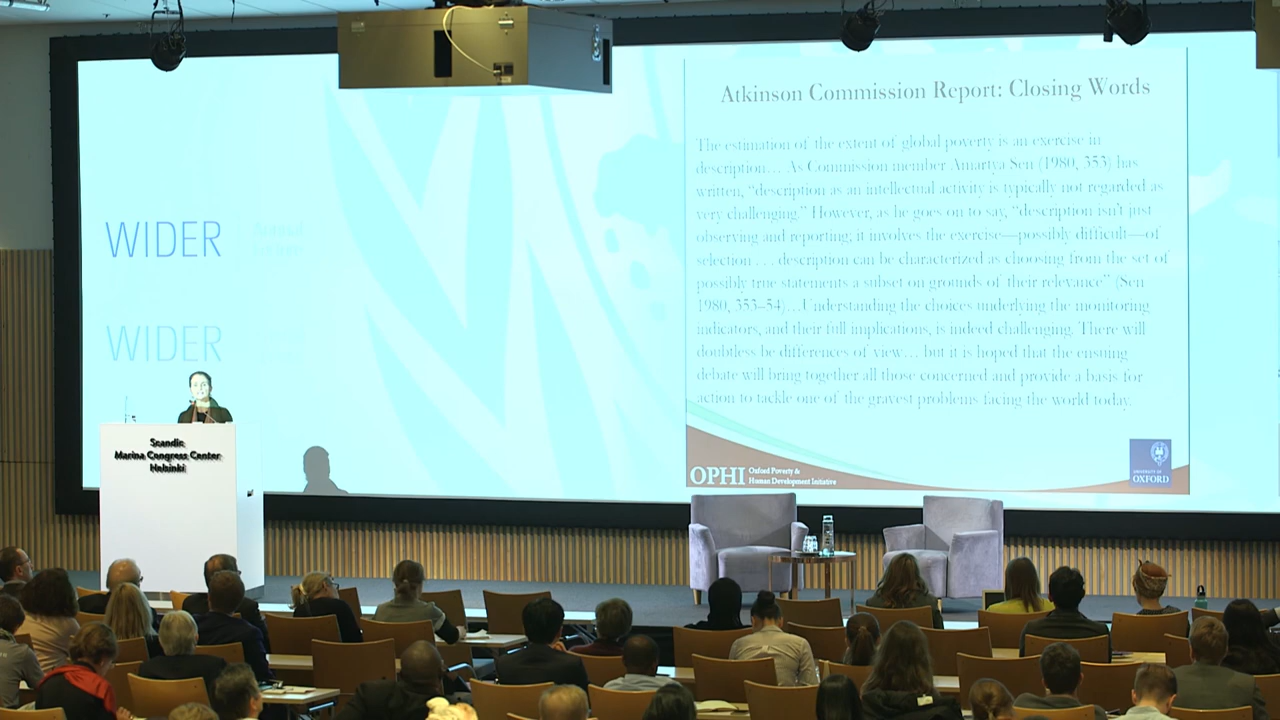 WIDER
WIDER
Scandic
Marina Congress Center
Helsinki
Atkinson Commission Report: Closing Words
The estimation of the extent of global poverty is an exercise in
description… As Commission member Amartya Sen (1980, 353) has
written, “description as an intellectual activity is typically not regarded as
very challenging.” However, as he goes on to say, “description isn’t just
observing and reporting; it involves the exercise—possibly difficult—of
selection . . . description can be characterized as choosing from the set of
possibly true statements a subset on grounds of their relevance” (Sen
1980, 353–54)…Understanding the choices underlying the monitoring
indicators, and their full implications, is indeed challenging. There will
doubtless be differences of view… but it is hoped that the ensuing
debate will bring together all those concerned and provide a basis for
action to tackle one of the gravest problems facing the world today.
OPHI
Oxford Poverty &
Human Development Initiative
UNIVERSITY OF
OXFORD